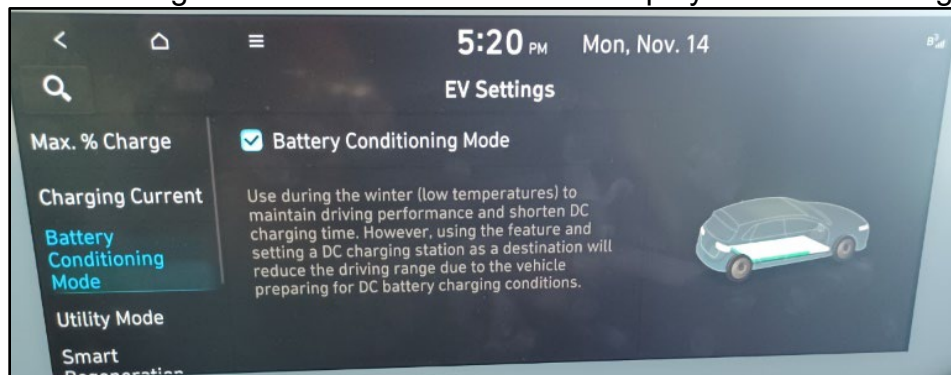 5:20 PM Mon, Nov. 14
EV Settings
Max. % Charge
Charging Current
Battery
Conditioning
Mode
Utility Mode
Smart
Battery Conditioning Mode
Use during the winter (low temperatures) to
maintain driving performance and shorten DC
charging time. However, using the feature and
setting a DC charging station as a destination will
reduce the driving range due to the vehicle
preparing for DC battery charging conditions.